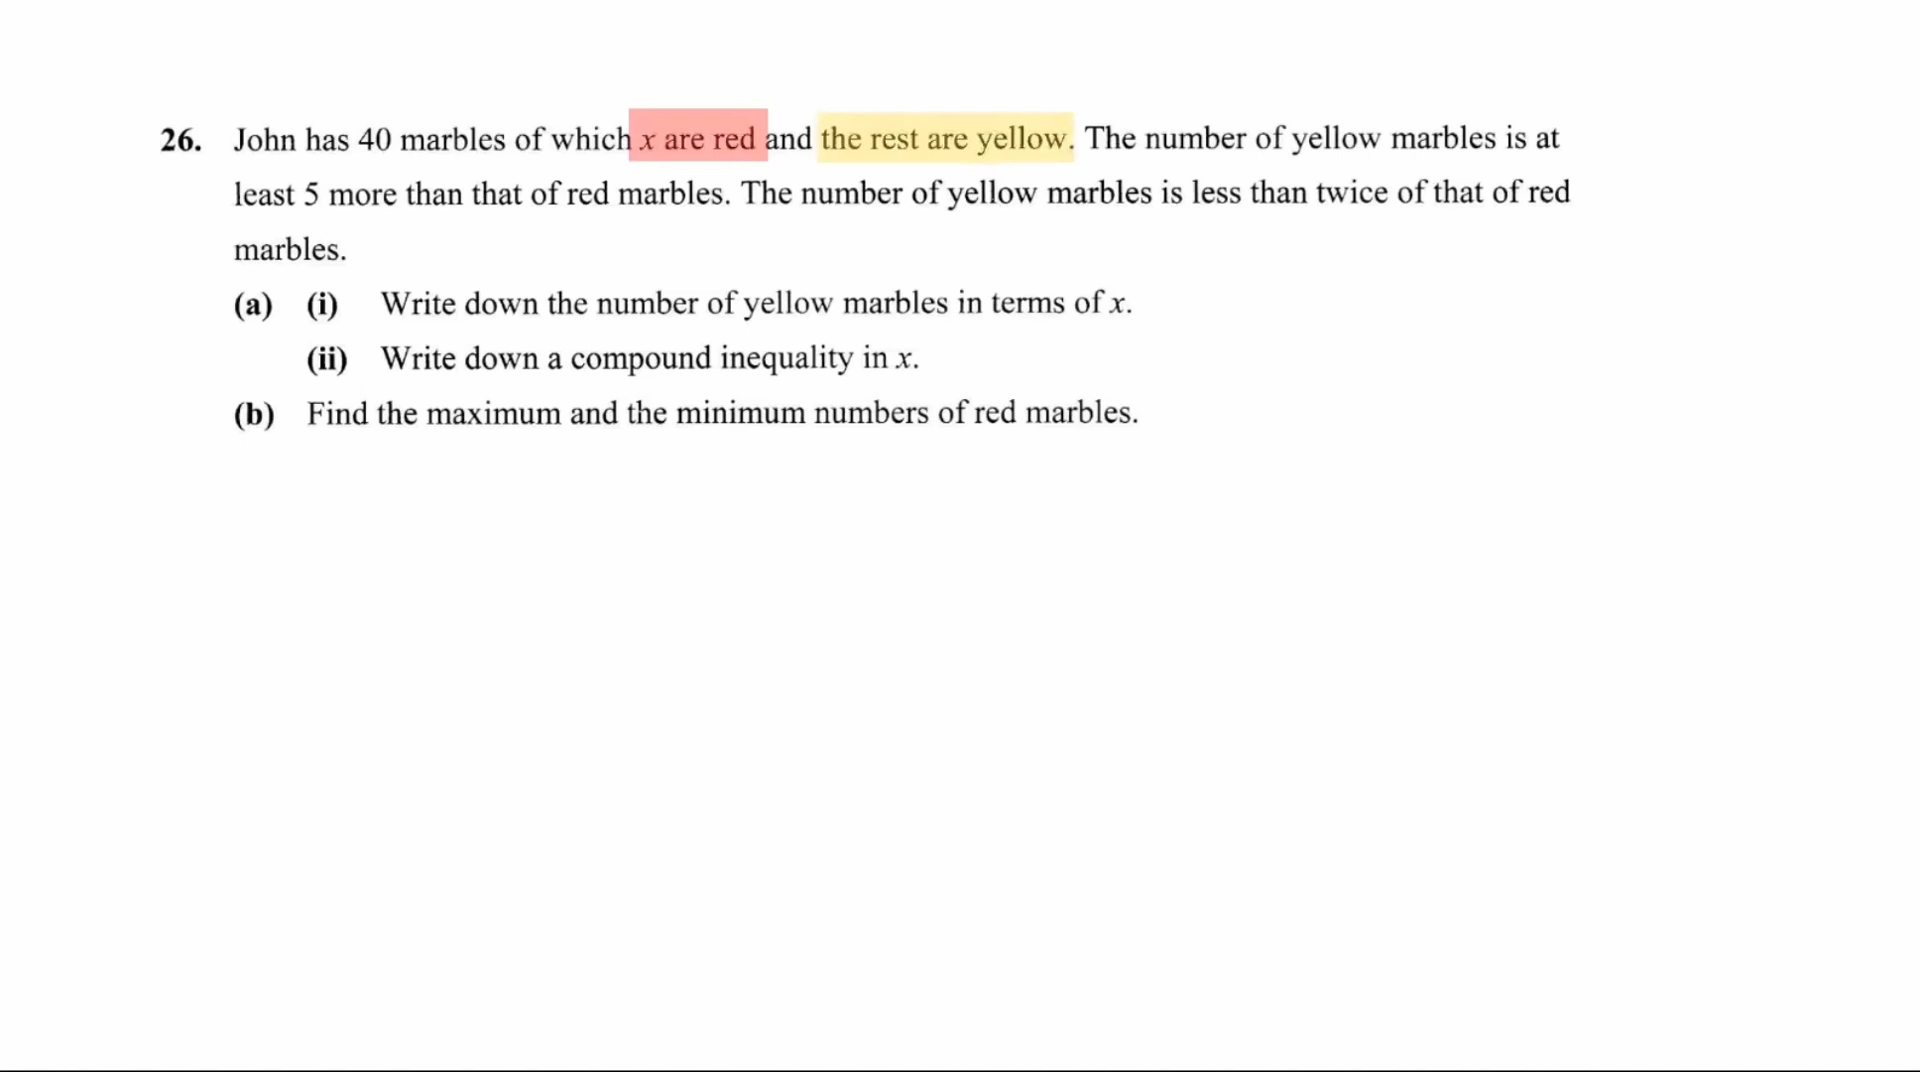 26. John has 40 marbles of which x are red and the rest are yellow. The number of yellow marbles is at
least 5 more than that of red marbles. The number of yellow marbles is less than twice of that of red
marbles.
(a) (i) Write down the number of yellow marbles in terms of x.
(ii) Write down a compound inequality in x.
(b) Find the maximum and the minimum numbers of red marbles.